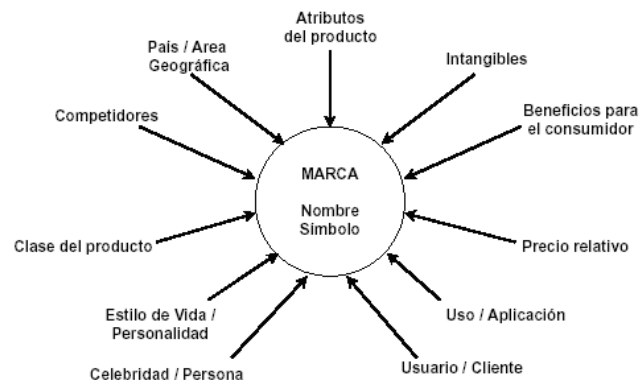 Atributos
del producto
País / Area
Geográfica
Intangibles
Competidores
Beneficios para
el consumidor
MARCA
Nombre
Símbolo
Clase del producto
Precio relativo
Estilo de Vida /
Personalidad
Uso / Aplicación
Celebridad / Persona
Usuario / Cliente